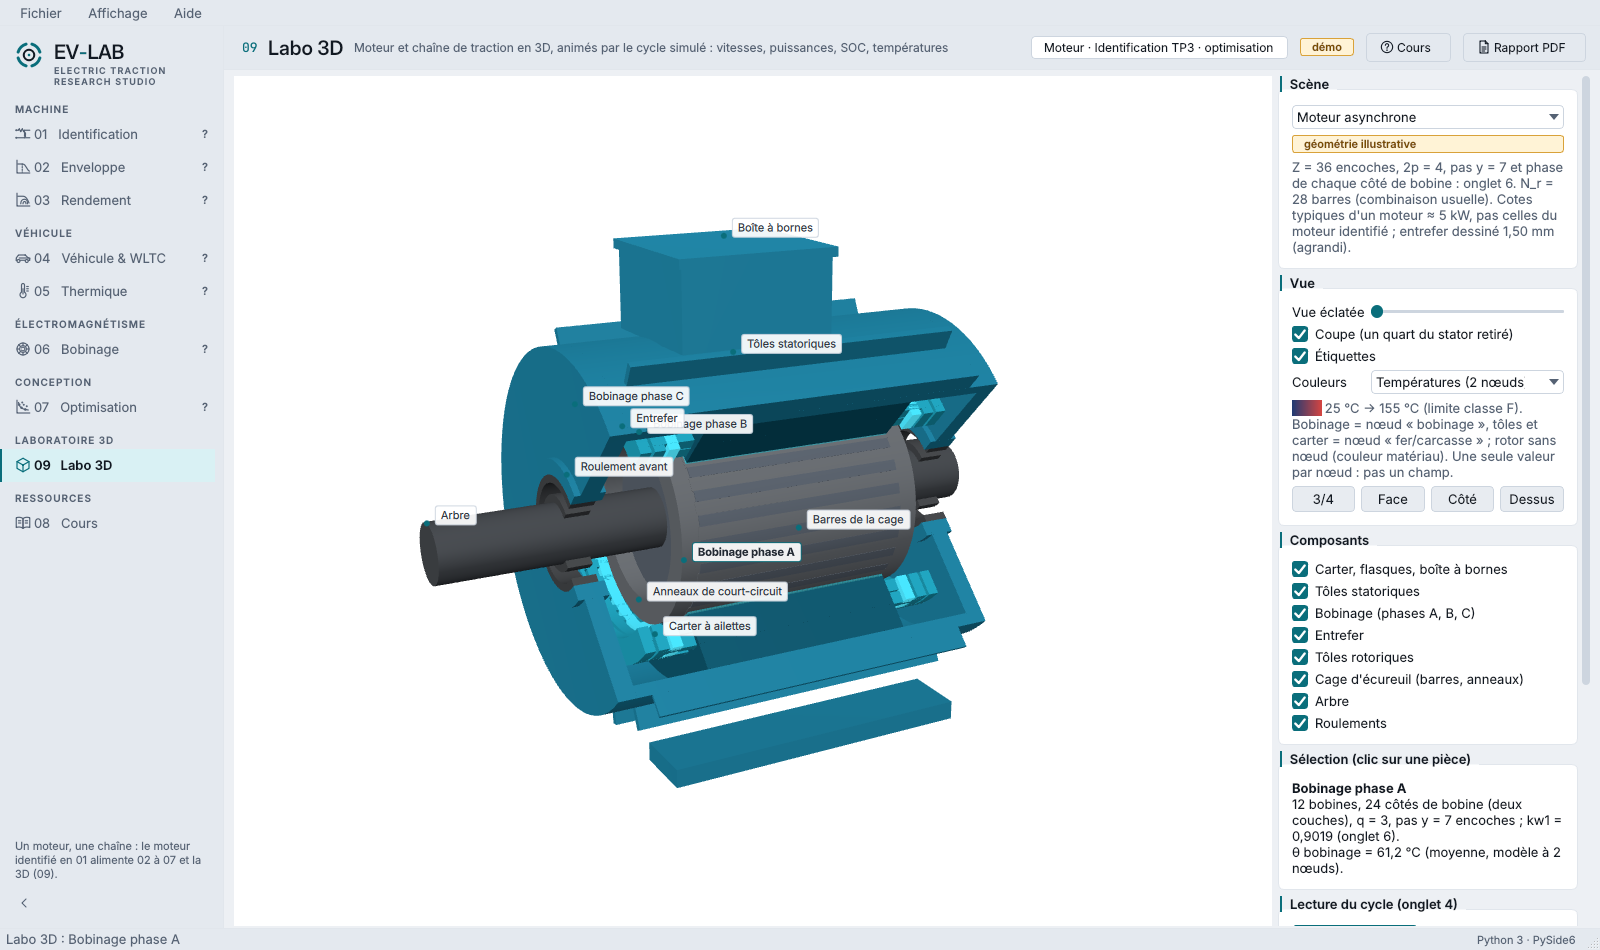 Fichier Affichage Aide
EV-LAB
ELECTRIC TRACTION
RESEARCH STUDIO
MACHINE
01 Identification ?
02 Enveloppe ?
03 Rendement ?
VÉHICULE
04 Véhicule & WLTC ?
05 Thermique ?
ÉLECTROMAGNÉTISME
06 Bobinage ?
CONCEPTION
07 Optimisation ?
LABORATOIRE 3D
09 Labo 3D
RESSOURCES
08 Cours
Un moteur, une chaîne : le moteur
identifié en 01 alimente 02 à 07 et la
3D (09).
09 Labo 3D Moteur et chaîne de traction en 3D, animés par le cycle simulé : vitesses, puissances, SOC, températures
Moteur · Identification TP3 · optimisation
démo
Cours
Rapport PDF
Boîte à bornes
Tôles statoriques
Bobinage phase C
Entrefer
age phase B
Roulement avant
Arbre
Barres de la cage
Bobinage phase A
Anneaux de court-circuit
Carter à ailettes
Scène
Moteur asynchrone
géométrie illustrative
Z = 36 encoches, 2p = 4, pas y = 7 et phase
de chaque côté de bobine : onglet 6. N_r =
28 barres (combinaison usuelle). Cotes
typiques d'un moteur ≈ 5 kW, pas celles du
moteur identifié ; entrefer dessiné 1,50 mm
(agrandi).
Vue
Vue éclatée
Coupe (un quart du stator retiré)
Étiquettes
Couleurs Températures (2 nœuds
25 °C → 155 °C (limite classe F).
Bobinage = nœud « bobinage », tôles et
carter = nœud « fer/carcasse » ; rotor sans
nœud (couleur matériau). Une seule valeur
par nœud : pas un champ.
3/4 Face Côté Dessus
Composants
Carter, flasques, boîte à bornes
Tôles statoriques
Bobinage (phases A, B, C)
Entrefer
Tôles rotoriques
Cage d'écureuil (barres, anneaux)
Arbre
Roulements
Sélection (clic sur une pièce)
Bobinage phase A
12 bobines, 24 côtés de bobine (deux
couches), q = 3, pas y = 7 encoches ; kw1 =
0,9019 (onglet 6).
θ bobinage = 61,2 °C (moyenne, modèle à 2
nœuds).
Lecture du cycle (onglet 4)
Labo 3D : Bobinage phase A
Python 3 · PySide6